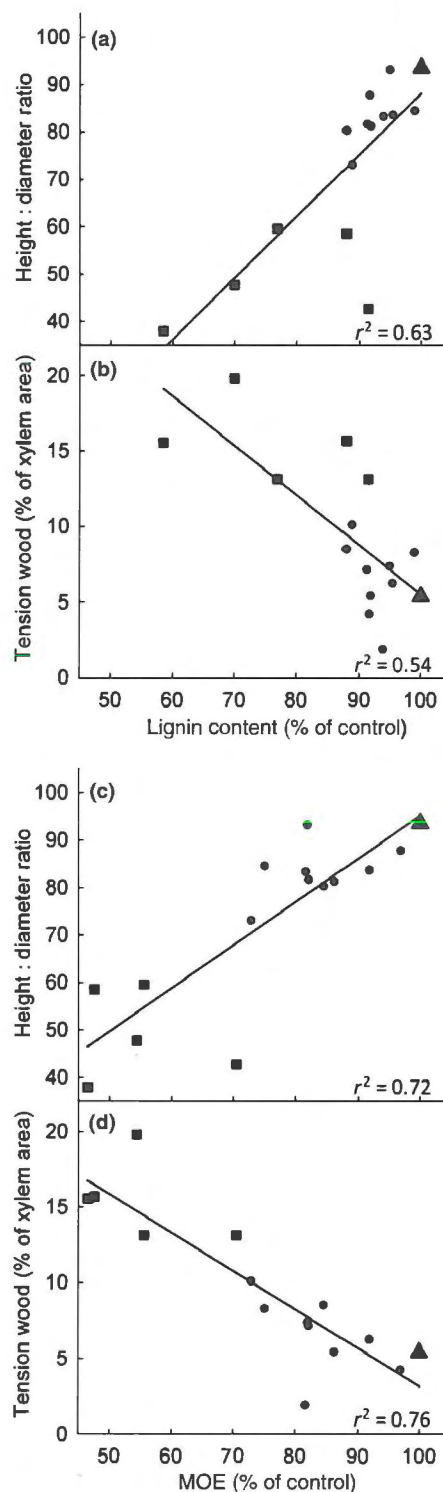 (a)
100
90
80
70
60
50
40
Height : diameter ratio
r² = 0.63
(b)
20
15
10
5
0
Tension wood (% of xylem area)
r² = 0.54
50 60 70 80 90 100
Lignin content (% of control)
(c)
100
90
80
70
60
50
40
Height : diameter ratio
r² = 0.72
(d)
20
15
10
5
0
Tension wood (% of xylem area)
r² = 0.76
50 60 70 80 90 100
MOE (% of control)